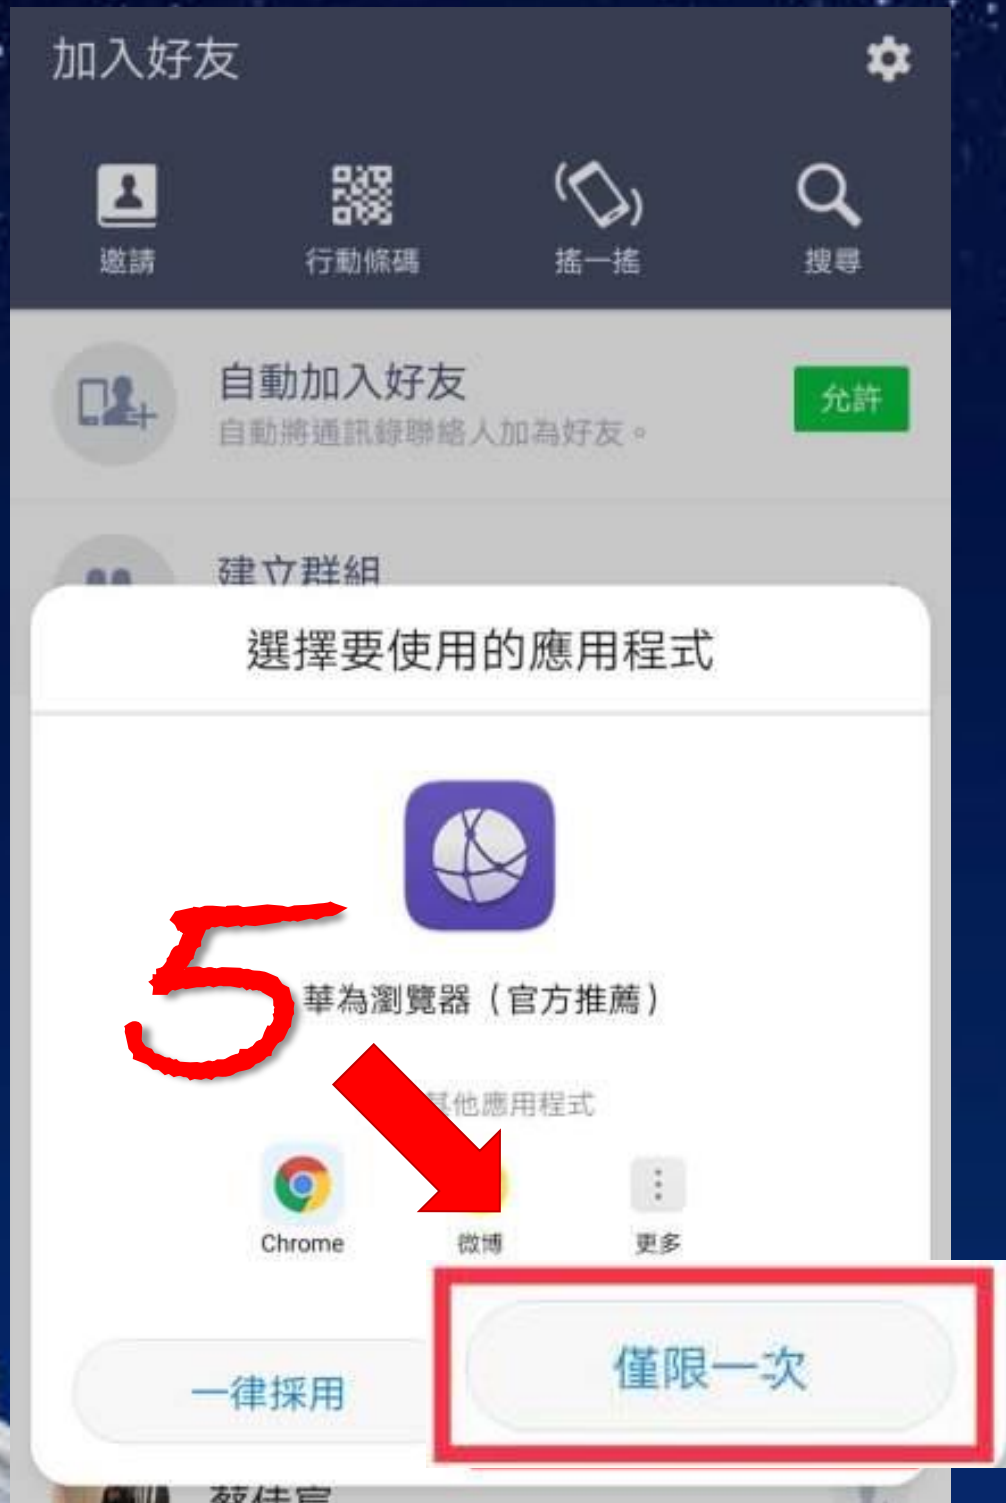 加入好友
邀請 行動條碼 搖一搖 搜尋
自動加入好友
允許
自動將通訊錄聯絡人加為好友。
建立群組
選擇要使用的應用程式
5
華為瀏覽器（官方推薦）
其他應用程式
Chrome 微博 更多
一律採用 僅限一次